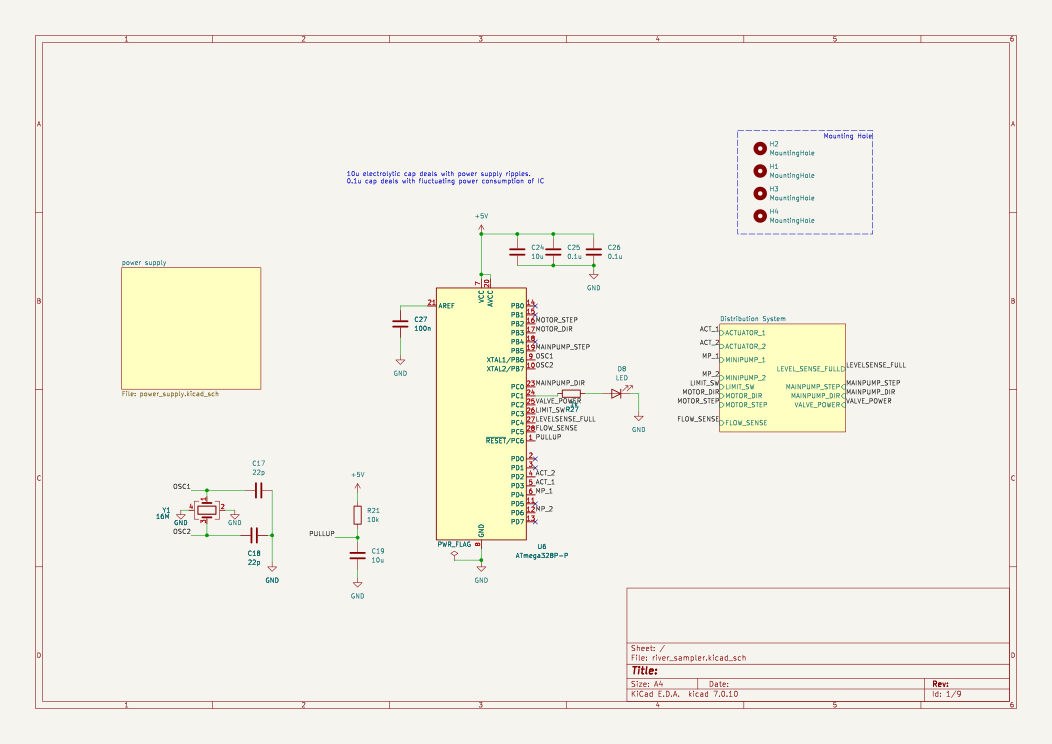 1 2 3 4 5 6
A
B
C
D
Mounting Hole
H2
MountingHole
H1
MountingHole
H3
MountingHole
H4
MountingHole
10u electrolytic cap deals with power supply ripples.
0.1u cap deals with fluctuating power consumption of IC
+5V
C24
10u
C25
0.1u
C26
0.1u
GND
power supply
File: power_supply.kicad_sch
C27
100n
GND
7
VCC
20
AVCC
21
AREF
PB0 14
PB1 15
PB2 16 MOTOR_STEP
PB3 17 MOTOR_DIR
PB4 18
PB5 19 MAINPUMP_STEP
XTAL1/PB6 9 OSC1
XTAL2/PB7 10 OSC2
PC0 23 MAINPUMP_DIR
PC1 24
PC2 25 VALVE_POWER
PC3 26 LIMIT_SW
PC4 27 LEVELSENSE_FULL
PC5 28 FLOW_SENSE
RESET/PC6 1 PULLUP
PD0 2
PD1 3
PD2 4 ACT_2
PD3 5 ACT_1
PD4 6 MP_1
PD5 11
PD6 12 MP_2
PD7 13
GND
8
PWR_FLAG
GND
U6
ATmega328P-P
R27
D8
LED
GND
Distribution System
ACT_1 ACTUATOR_1
ACT_2 ACTUATOR_2
MP_1 MINIPUMP_1
MP_2 MINIPUMP_2
LIMIT_SW LIMIT_SW
MOTOR_DIR MOTOR_DIR
MOTOR_STEP MOTOR_STEP
FLOW_SENSE FLOW_SENSE
LEVEL_SENSE_FULL LEVELSENSE_FULL
MAINPUMP_STEP MAINPUMP_STEP
MAINPUMP_DIR MAINPUMP_DIR
VALVE_POWER VALVE_POWER
C17
22p
OSC1
Y1
16M
1
2
3
4
GND
GND
OSC2
C18
22p
GND
+5V
R21
10k
PULLUP
C19
10u
GND
Sheet: /
File: river_sampler.kicad_sch
Title:
Size: A4 Date: Rev:
KiCad E.D.A. kicad 7.0.10 Id: 1/9
1 2 3 4 5 6
A
B
C
D